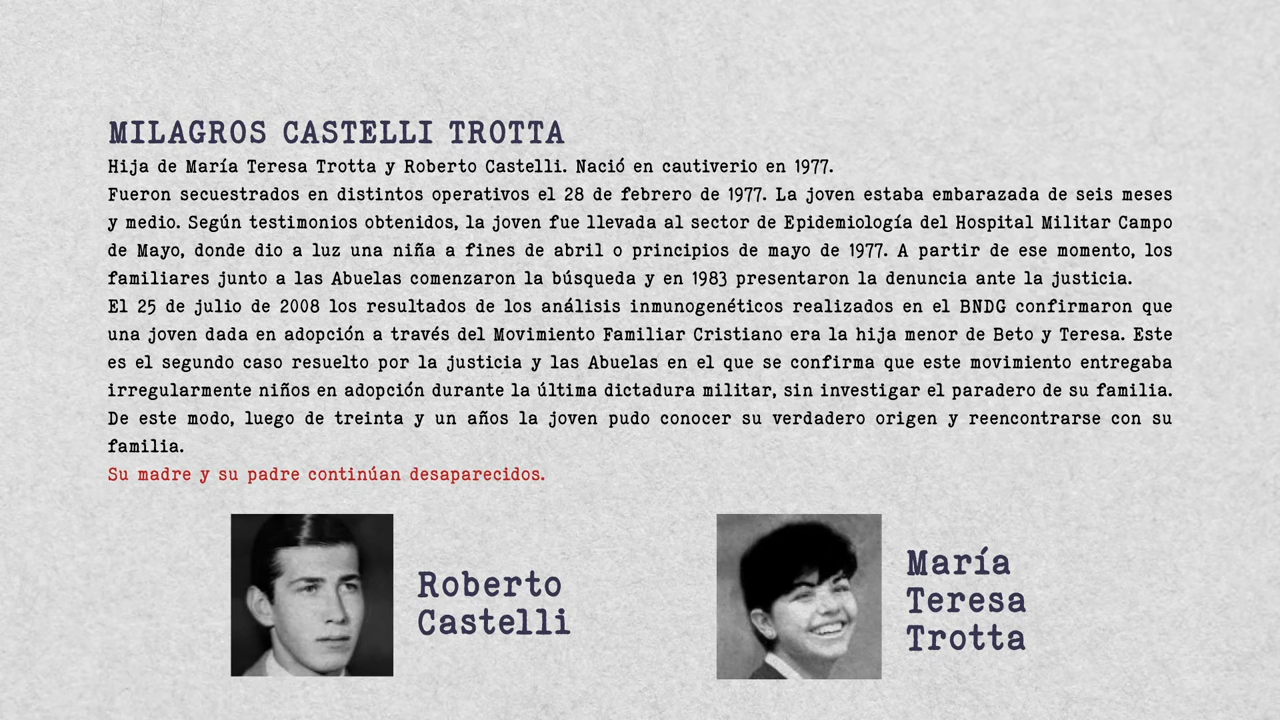 MILAGROS CASTELLI TROTTA
Hija de María Teresa Trotta y Roberto Castelli. Nació en cautiverio en 1977.
Fueron secuestrados en distintos operativos el 28 de febrero de 1977. La joven estaba embarazada de seis meses
y medio. Según testimonios obtenidos, la joven fue llevada al sector de Epidemiología del Hospital Militar Campo
de Mayo, donde dio a luz una niña a fines de abril o principios de mayo de 1977. A partir de ese momento, los
familiares junto a las Abuelas comenzaron la búsqueda y en 1983 presentaron la denuncia ante la justicia.
El 25 de julio de 2008 los resultados de los análisis inmunogenéticos realizados en el BNDG confirmaron que
una joven dada en adopción a través del Movimiento Familiar Cristiano era la hija menor de Beto y Teresa. Este
es el segundo caso resuelto por la justicia y las Abuelas en el que se confirma que este movimiento entregaba
irregularmente niños en adopción durante la última dictadura militar, sin investigar el paradero de su familia.
De este modo, luego de treinta y un años la joven pudo conocer su verdadero origen y reencontrarse con su
familia.
Su madre y su padre continúan desaparecidos.
Roberto
Castelli
María
Teresa
Trotta